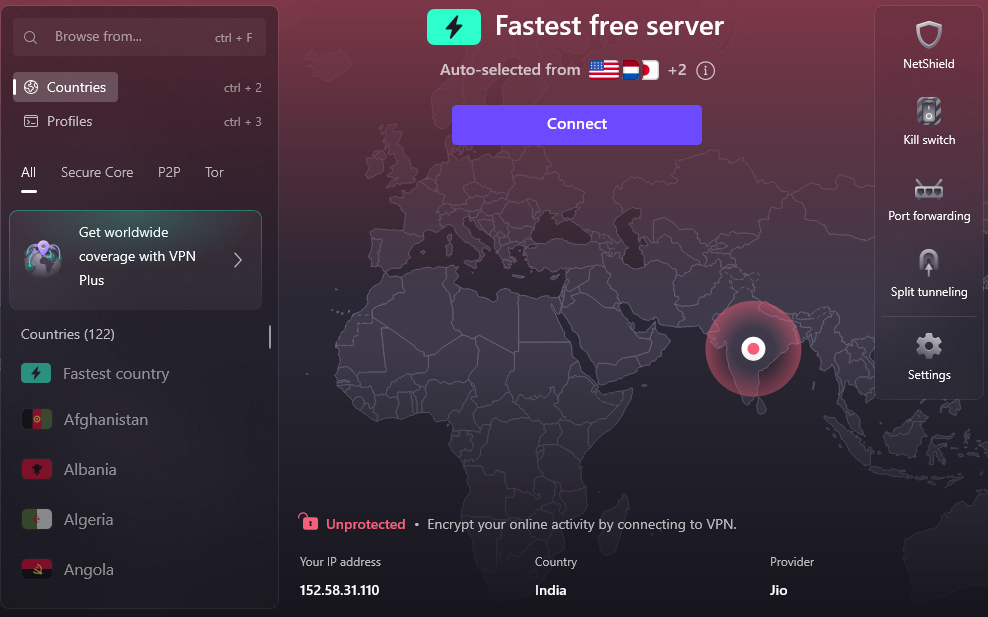 Browse from...
ctrl + F
Countries
ctrl + 2
Profiles
ctrl + 3
All Secure Core P2P Tor
Get worldwide
coverage with VPN
Plus
Countries (122)
Fastest country
Afghanistan
Albania
Algeria
Angola
Fastest free server
Auto-selected from +2
Connect
Unprotected • Encrypt your online activity by connecting to VPN.
Your IP address
152.58.31.110
Country
India
Provider
Jio
NetShield
Kill switch
Port forwarding
Split tunneling
Settings